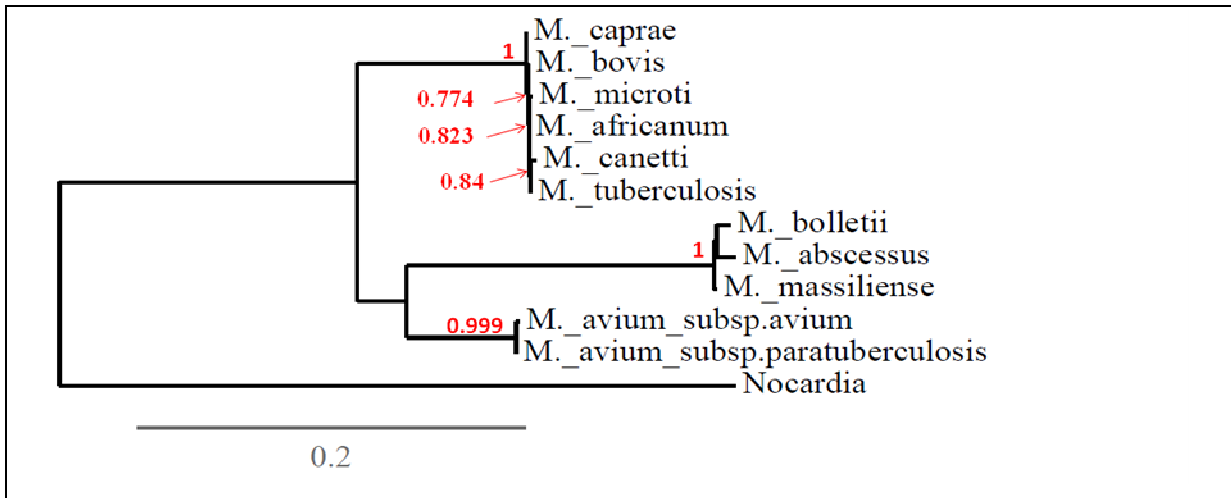 M._caprae
1
M._bovis
0.774
M._microti
0.823
M._africanum
M._canetti
0.84
M._tuberculosis
M._bolletii
1
M._abscessus
M._massiliense
0.999
M._avium_subsp.avium
M._avium_subsp.paratuberculosis
Nocardia
0.2